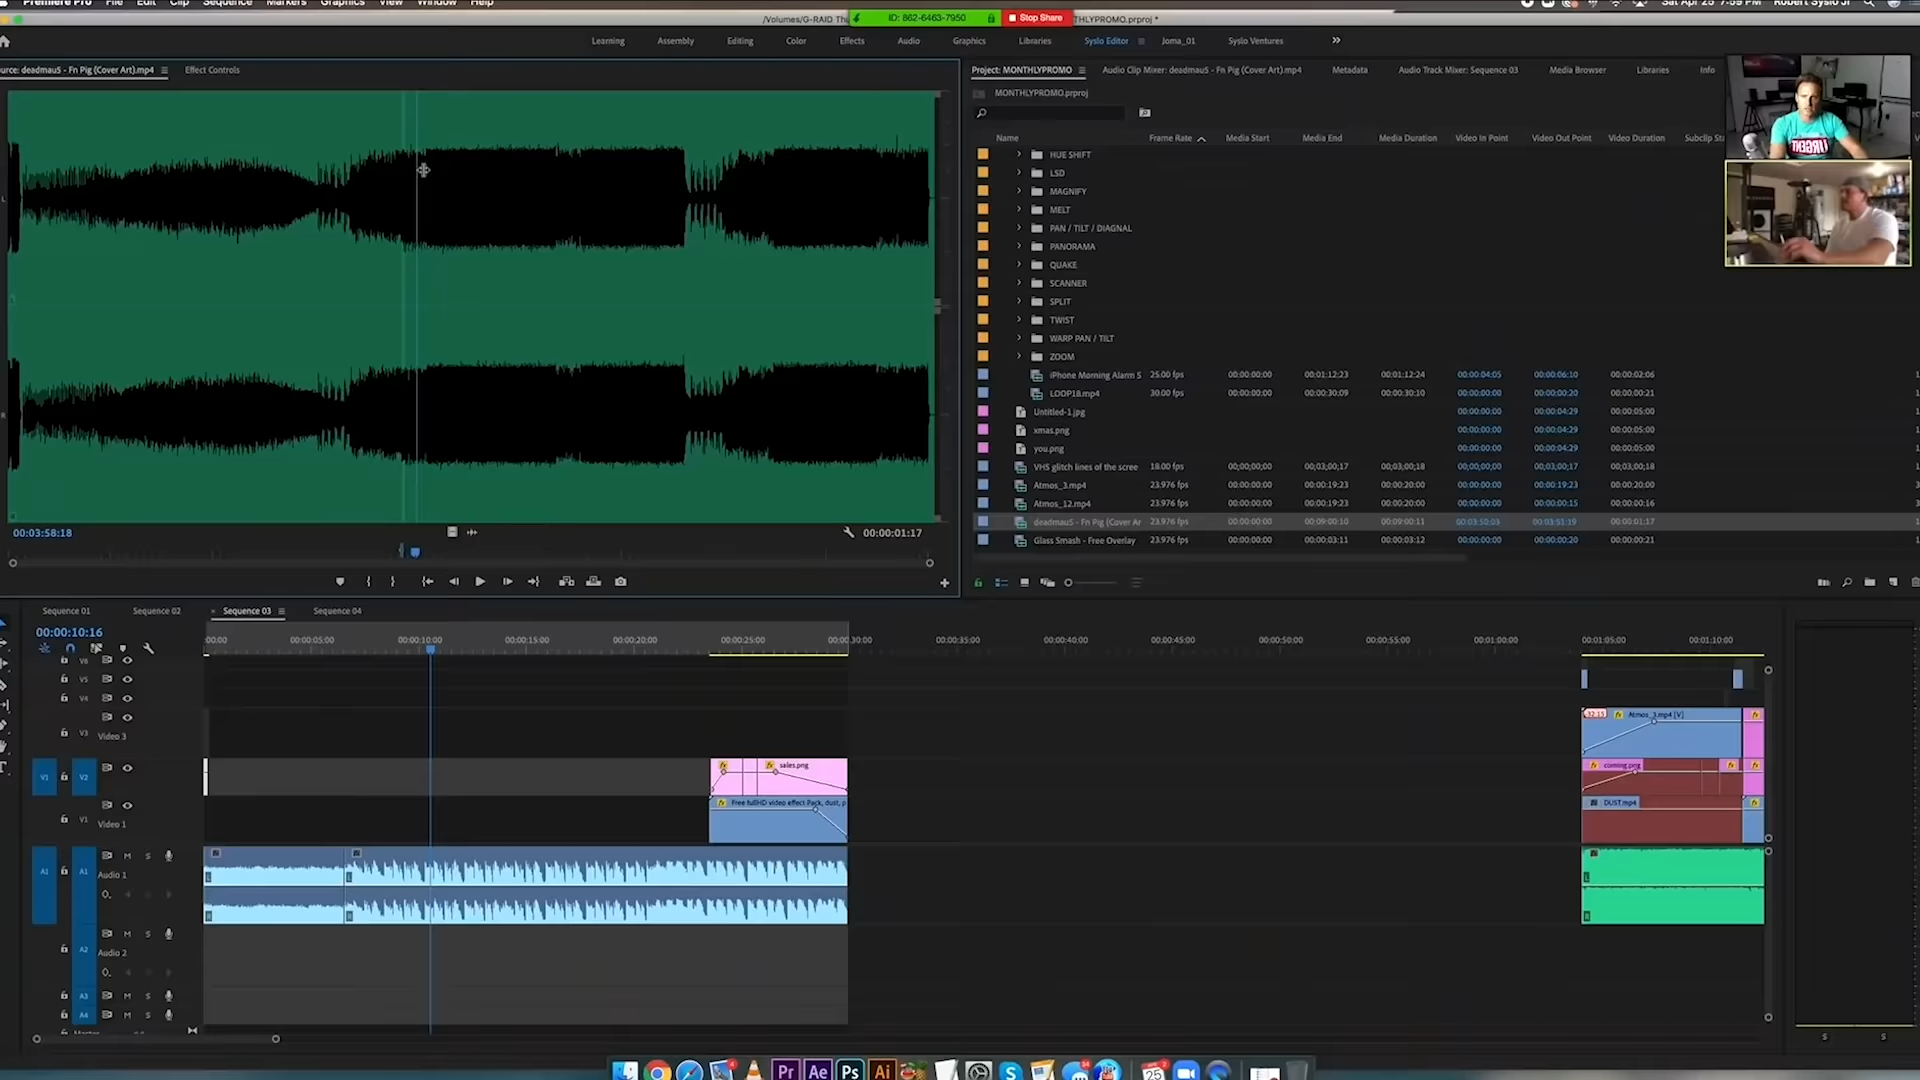 Premiere Pro File Edit Clip Sequence Markers Graphics View Window Help
Sat Apr 25 7:59 PM Robert Syslo Jr
/Volumes/G-RAID Thu
ID: 862-6463-7950
Stop Share
THLYPROMO.prproj *
Learning Assembly Editing Color Effects Audio Graphics Libraries Syslo Editor Joma_01 Syslo Ventures
urce: deadmau5 - Fn Pig (Cover Art).mp4 Effect Controls
Project: MONTHLYPROMO Audio Clip Mixer: deadmau5 - Fn Pig (Cover Art).mp4 Metadata Audio Track Mixer: Sequence 03 Media Browser Libraries Info
MONTHLYPROMO.prproj
Name Frame Rate Media Start Media End Media Duration Video In Point Video Out Point Video Duration Subclip St
HUE SHIFT
LSD
MAGNIFY
MELT
PAN / TILT / DIAGNAL
PANORAMA
QUAKE
SCANNER
SPLIT
TWIST
WARP PAN / TILT
ZOOM
iPhone Morning Alarm S 25.00 fps 00:00:00:00 00:01:12:23 00:01:12:24 00:00:04:05 00:00:06:10 00:00:02:06
LOOP18.mp4 30.00 fps 00:00:00:00 00:00:30:09 00:00:30:10 00:00:00:00 00:00:00:20 00:00:00:21
Untitled-1.jpg 00:00:00:00 00:00:04:29 00:00:05:00
xmas.png 00:00:00:00 00:00:04:29 00:00:05:00
you.png 00:00:00:00 00:00:04:29 00:00:05:00
VHS glitch lines of the scree 18.00 fps 00;00;00;00 00;03;00;17 00;03;00;18 00;00;00;00 00;03;00;17 00;03;00;18
Atmos_3.mp4 23.976 fps 00:00:00:00 00:00:19:23 00:00:20:00 00:00:00:00 00:00:19:23 00:00:20:00
Atmos_12.mp4 23.976 fps 00:00:00:00 00:00:19:23 00:00:20:00 00:00:00:00 00:00:00:15 00:00:00:16
deadmau5 - Fn Pig (Cover Ar 23.976 fps 00:00:00:00 00:09:00:10 00:09:00:11 00:03:50:03 00:03:51:19 00:00:01:17
Glass Smash - Free Overlay 23.976 fps 00:00:00:00 00:00:03:11 00:00:03:12 00:00:00:00 00:00:00:20 00:00:00:21
URGENT
L
R
00:03:58:18 00:00:01:17
Sequence 01 Sequence 02 Sequence 03 Sequence 04
00:00:10:16
:00:00 00:00:05:00 00:00:10:00 00:00:15:00 00:00:20:00 00:00:25:00 00:00:30:00 00:00:35:00 00:00:40:00 00:00:45:00 00:00:50:00 00:00:55:00 00:01:00:00 00:01:05:00 00:01:10:00
V6
V5
V4
V3 Video 3
Atmos_3.mp4 [V]
V1 V2
sales.png
coming.png
V1 Video 1
Free fullHD video effect Pack, dust, p
DUST.mp4
A1 A1 M S
Audio 1
M S
A2 Audio 2
A3 M S
A4 M S
S S
Pr Ae Ps Ai
25